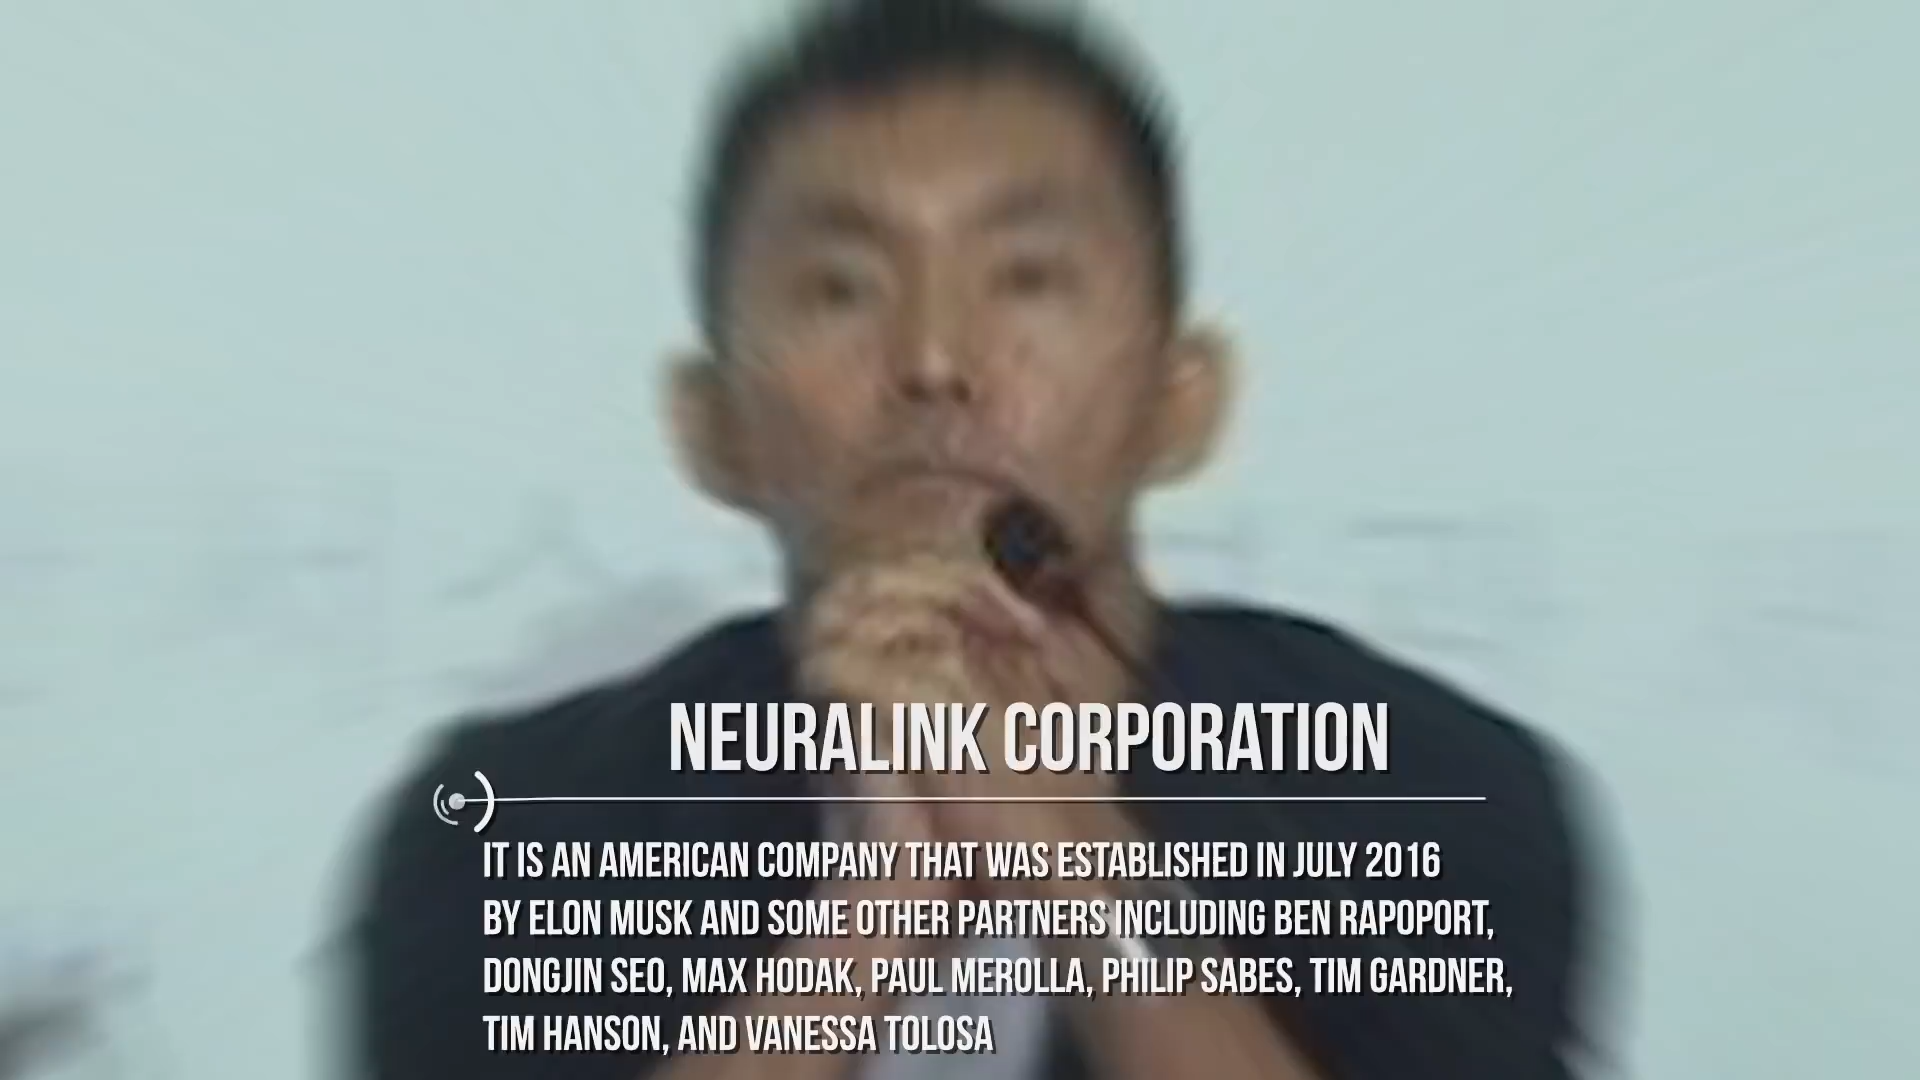 NEURALINK CORPORATION
IT IS AN AMERICAN COMPANY THAT WAS ESTABLISHED IN JULY 2016
BY ELON MUSK AND SOME OTHER PARTNERS INCLUDING BEN RAPOPORT,
DONGJIN SEO, MAX HODAK, PAUL MEROLLA, PHILIP SABES, TIM GARDNER,
TIM HANSON, AND VANESSA TOLOSA